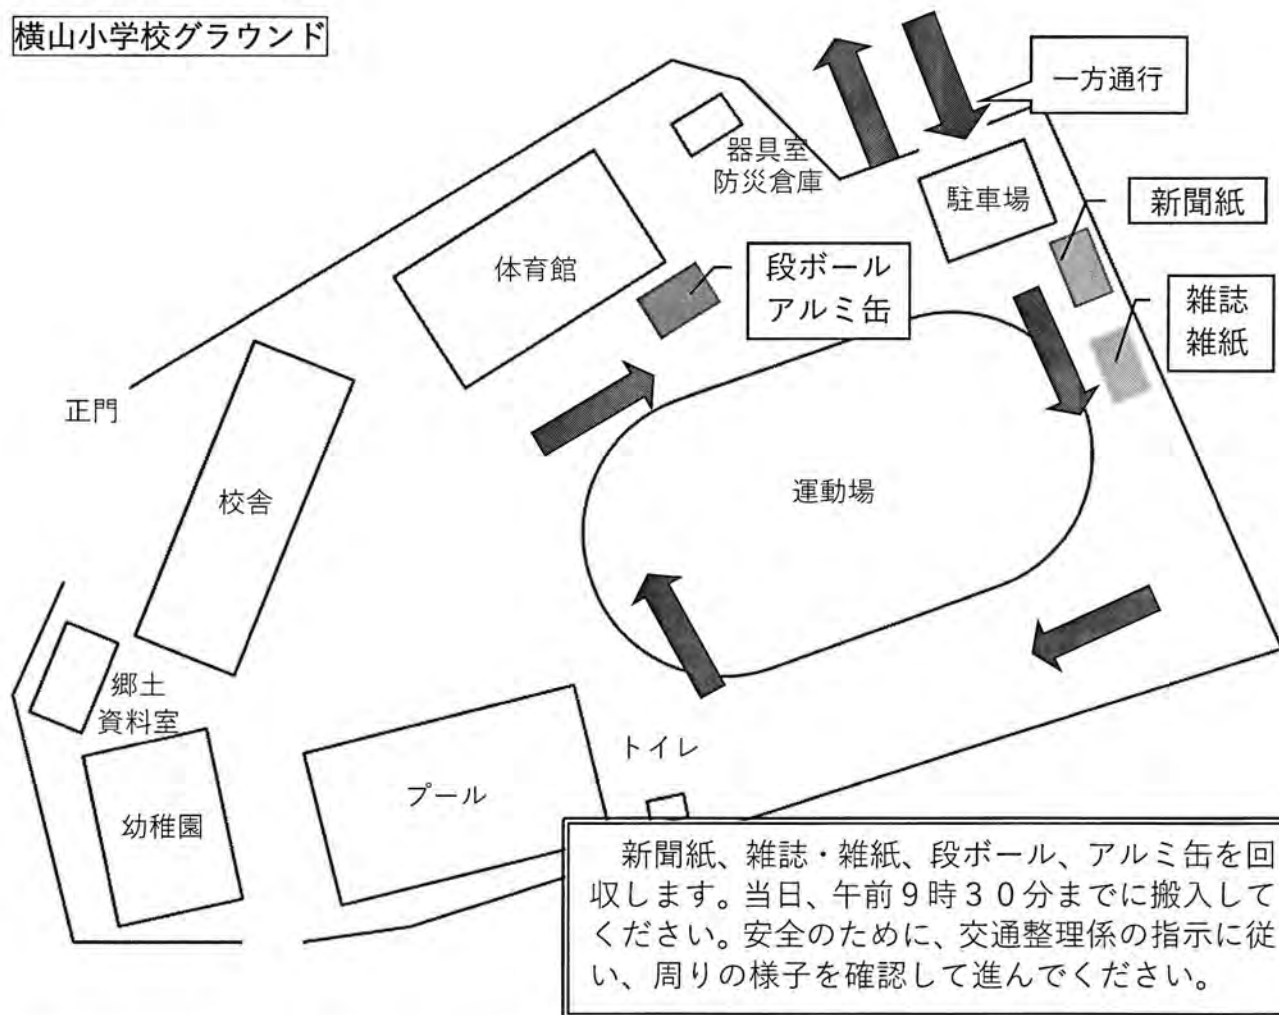 横山小学校グラウンド
一方通行
器具室
防災倉庫
駐車場
新聞紙
体育館
段ボール
アルミ缶
雑誌
雑紙
正門
校舎
運動場
郷土
資料室
トイレ
プール
幼稚園
新聞紙、雑誌・雑紙、段ボール、アルミ缶を回
収します。当日、午前９時３０分までに搬入して
ください。安全のために、交通整理係の指示に従
い、周りの様子を確認して進んでください。